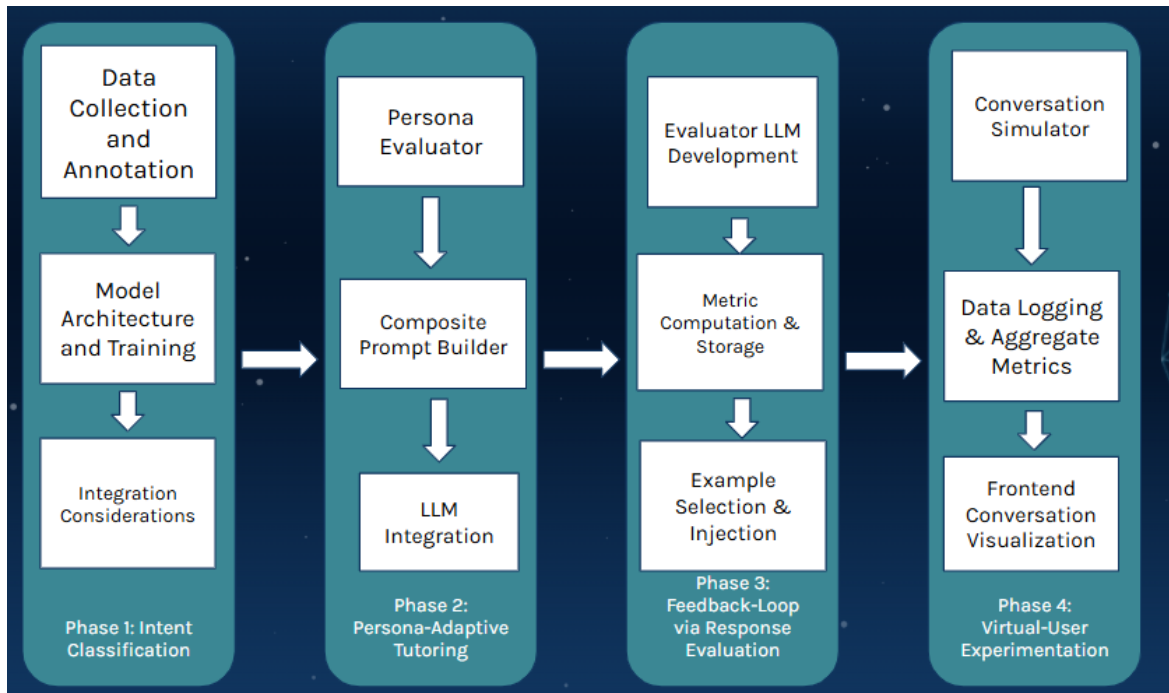 Data
Collection
and
Annotation
Model
Architecture
and Training
Integration
Considerations
Phase 1: Intent
Classification
Persona
Evaluator
Composite
Prompt Builder
LLM
Integration
Phase 2:
Persona-Adaptive
Tutoring
Evaluator LLM
Development
Metric
Computation &
Storage
Example
Selection &
Injection
Phase 3:
Feedback-Loop
via Response
Evaluation
Conversation
Simulator
Data Logging
& Aggregate
Metrics
Frontend
Conversation
Visualization
Phase 4:
Virtual-User
Experimentation